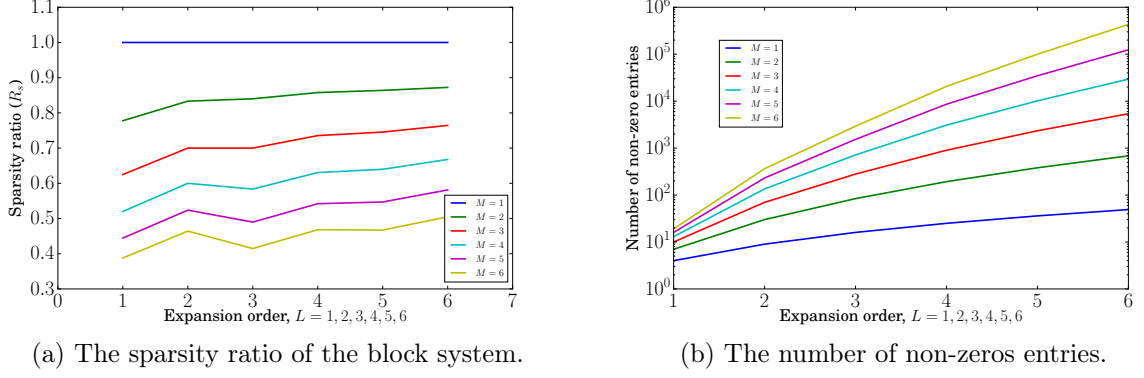 1.1
1.0
0.9
0.8
0.7
0.6
0.5
0.4
0.3
Sparsity ratio (R_s)
0 1 2 3 4 5 6 7
Expansion order, L = 1, 2, 3, 4, 5, 6
M = 1
M = 2
M = 3
M = 4
M = 5
M = 6
(a) The sparsity ratio of the block system.
10^6
10^5
10^4
10^3
10^2
10^1
10^0
Number of non-zero entries
1 2 3 4 5 6
Expansion order, L = 1, 2, 3, 4, 5, 6
M = 1
M = 2
M = 3
M = 4
M = 5
M = 6
(b) The number of non-zeros entries.